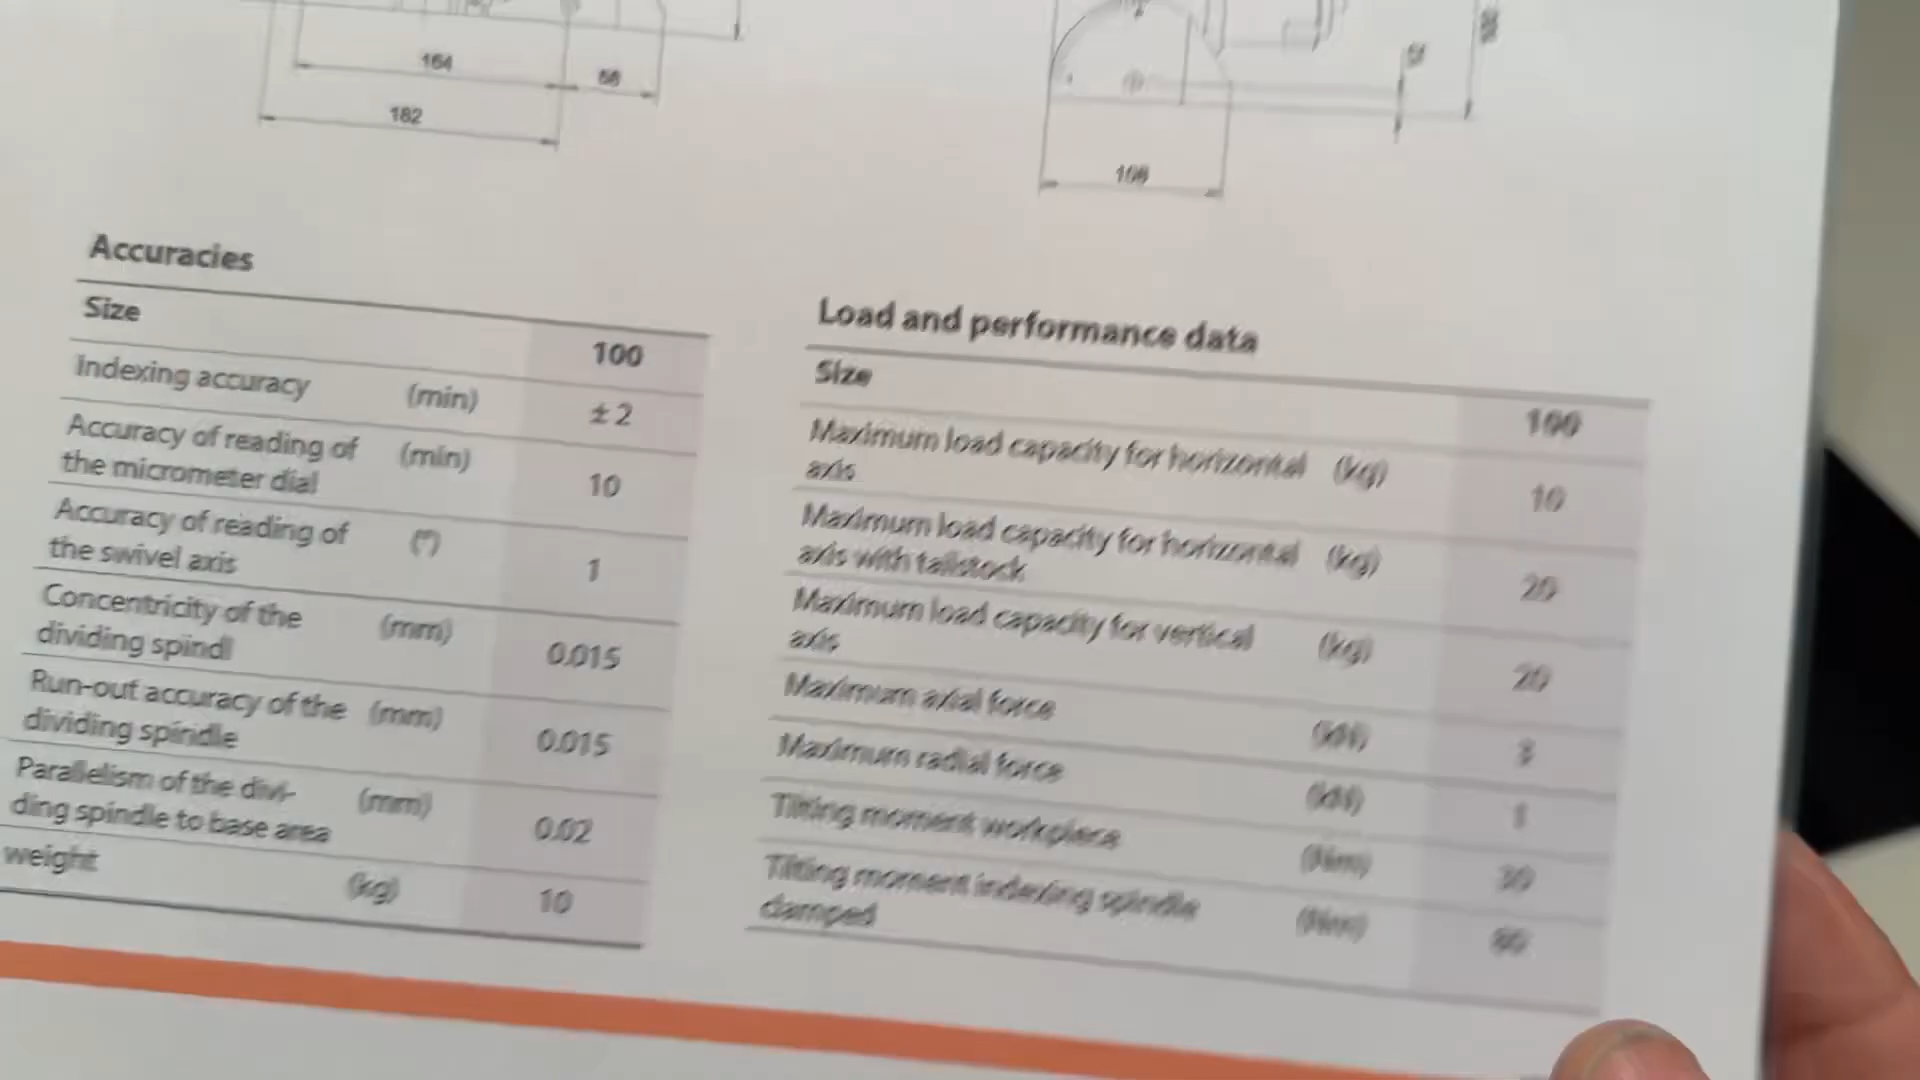 164
182
Accuracies
Size 100
Indexing accuracy (min) ± 2
Accuracy of reading of (min) 10
the micrometer dial
Accuracy of reading of (°) 1
the swivel axis
Concentricity of the (mm) 0.015
dividing spindl
Run-out accuracy of the (mm) 0.015
dividing spindle
Parallelism of the divi- (mm) 0.02
ding spindle to base area
weight (kg) 10
Load and performance data
Size 100
Maximum load capacity for horizontal (kg) 10
axis
Maximum load capacity for horizontal (kg) 20
axis with tailstock
Maximum load capacity for vertical (kg) 20
axis
Maximum axial force (kN) 3
Maximum radial force (kN) 1
Tilting moment workpiece (Nm)
Tilting moment indexing spindle (Nm)